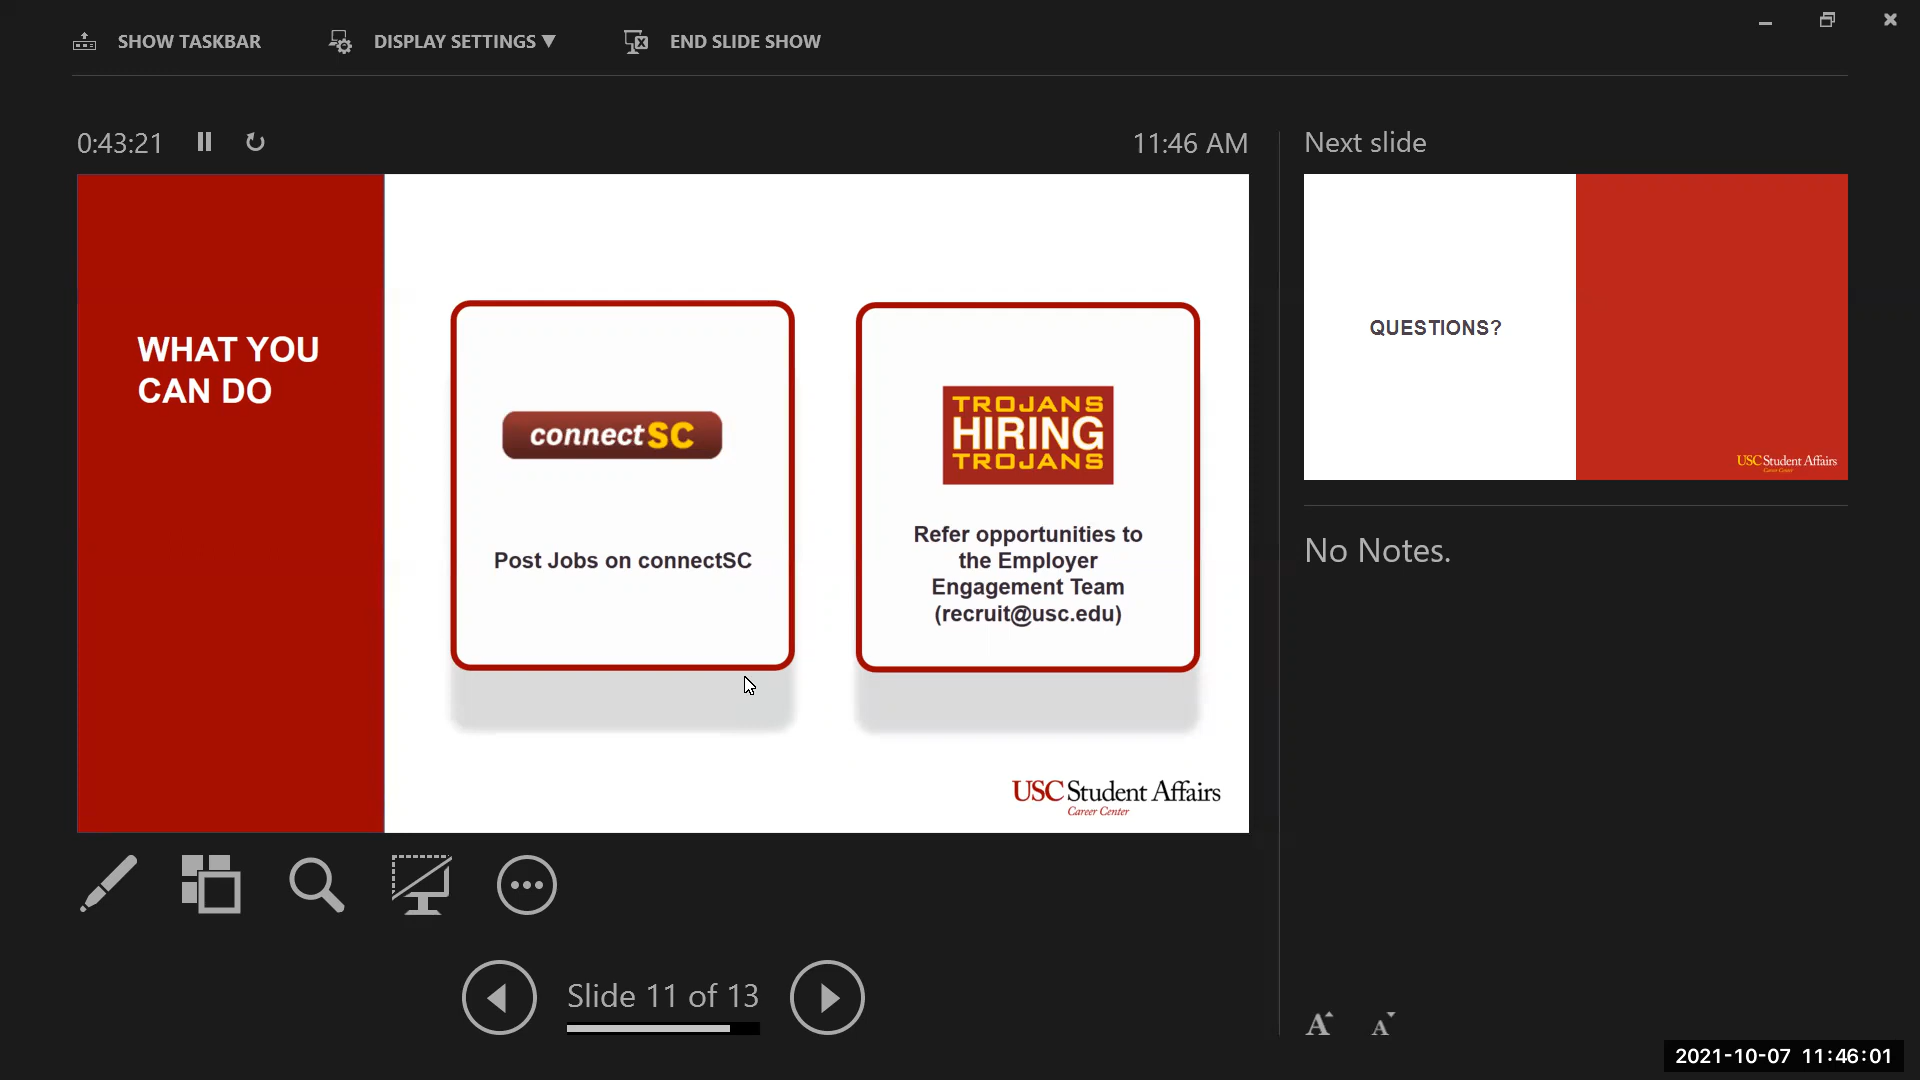 SHOW TASKBAR
DISPLAY SETTINGS ▼
END SLIDE SHOW
0:43:21
11:46 AM
Next slide
WHAT YOU
CAN DO
connectSC
Post Jobs on connectSC
TROJANS
HIRING
TROJANS
Refer opportunities to
the Employer
Engagement Team
(recruit@usc.edu)
USC Student Affairs
Career Center
QUESTIONS?
USC Student Affairs
Career Center
No Notes.
Slide 11 of 13
A A
2021-10-07 11:46:01